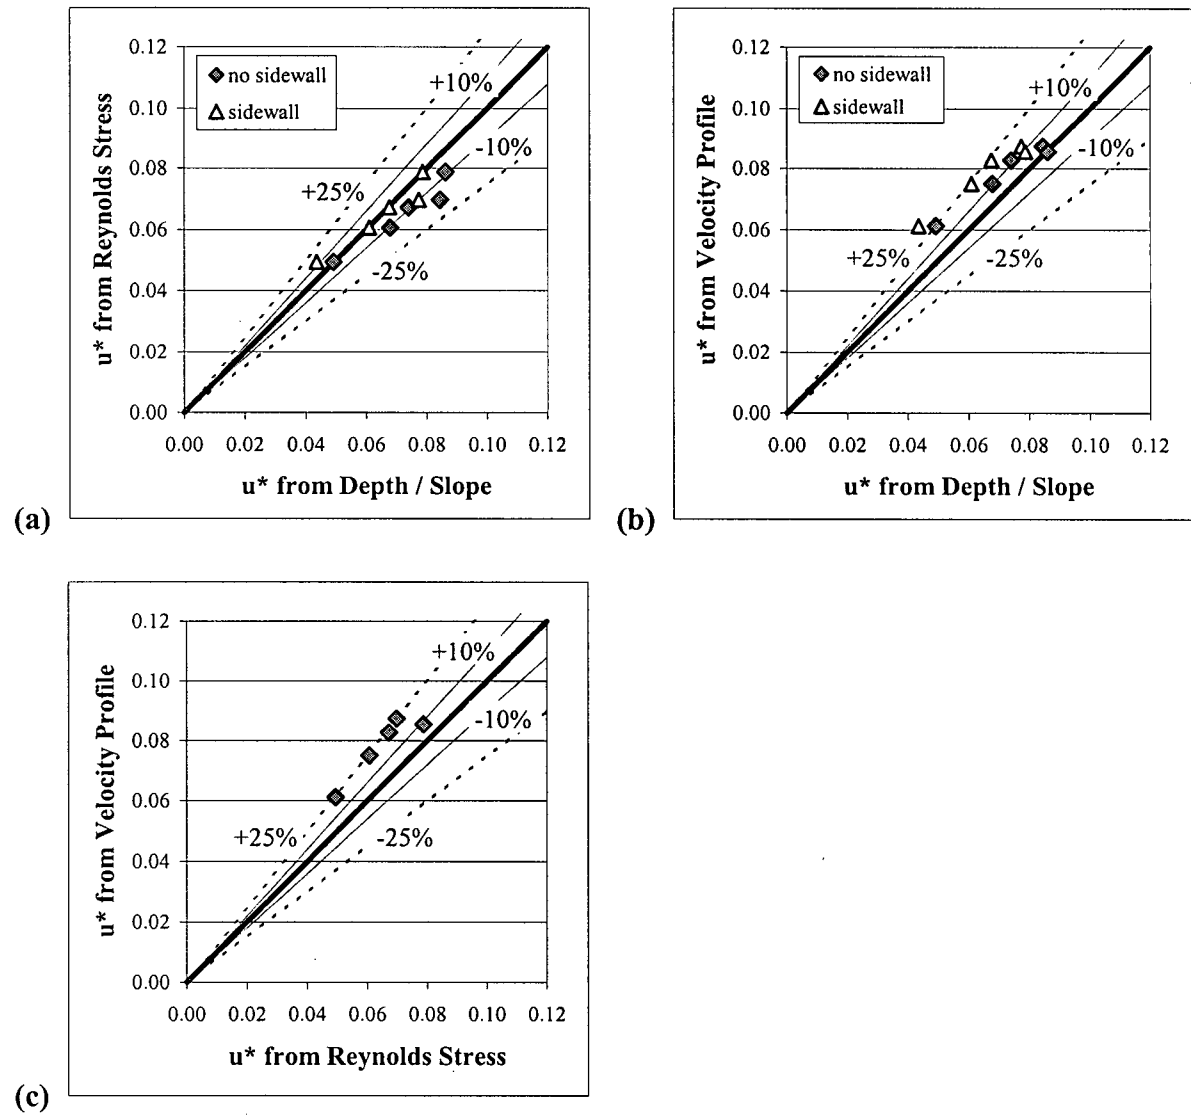 0.12
0.10
0.08
0.06
0.04
0.02
0.00
u* from Reynolds Stress
no sidewall
sidewall
+10%
-10%
+25%
-25%
0.00 0.02 0.04 0.06 0.08 0.10 0.12
u* from Depth / Slope
(a)
0.12
0.10
0.08
0.06
0.04
0.02
0.00
u* from Velocity Profile
no sidewall
sidewall
+10%
-10%
+25%
-25%
0.00 0.02 0.04 0.06 0.08 0.10 0.12
u* from Depth / Slope
(b)
0.12
0.10
0.08
0.06
0.04
0.02
0.00
u* from Velocity Profile
+10%
-10%
+25%
-25%
0.00 0.02 0.04 0.06 0.08 0.10 0.12
u* from Reynolds Stress
(c)